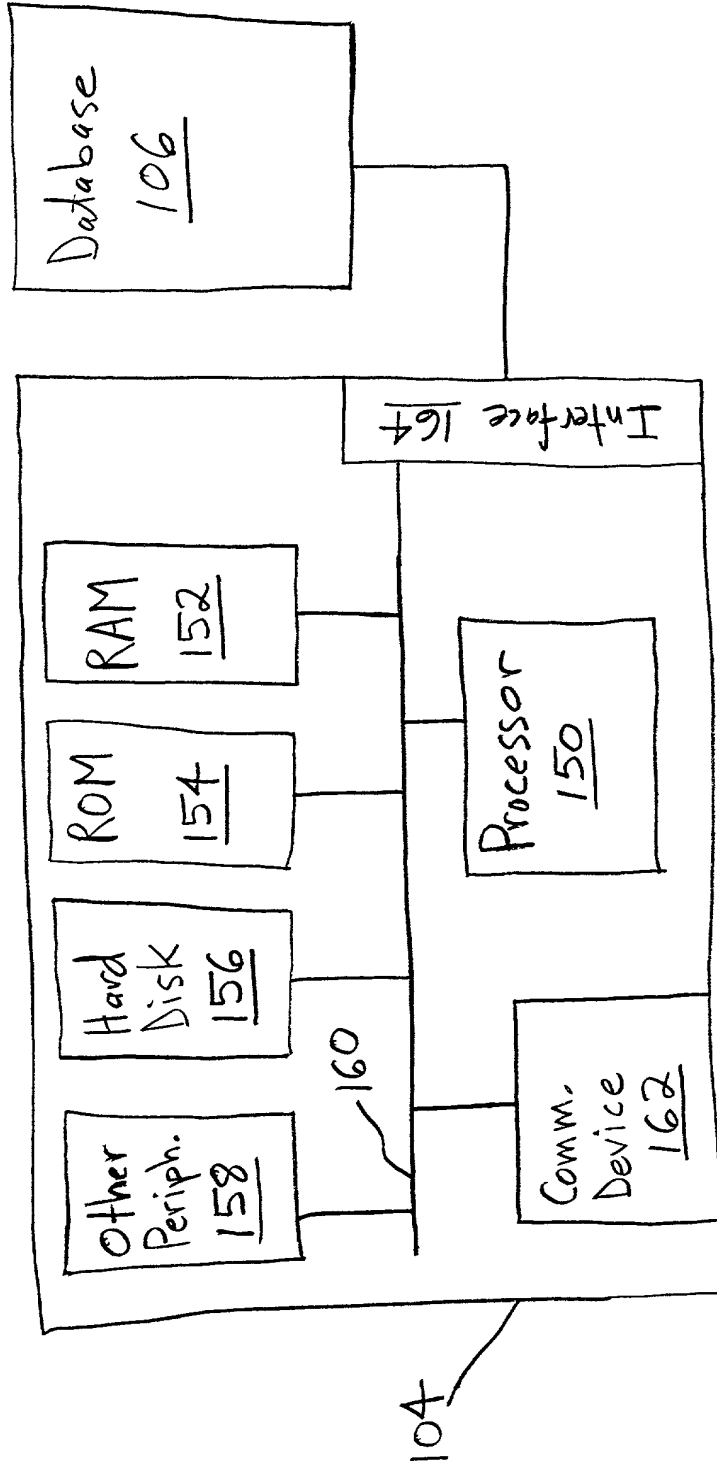 Other
Periph.
158
Hard
Disk
156
ROM
154
RAM
152
Database
106
160
Interface 164
Comm.
Device
162
Processor
150
104